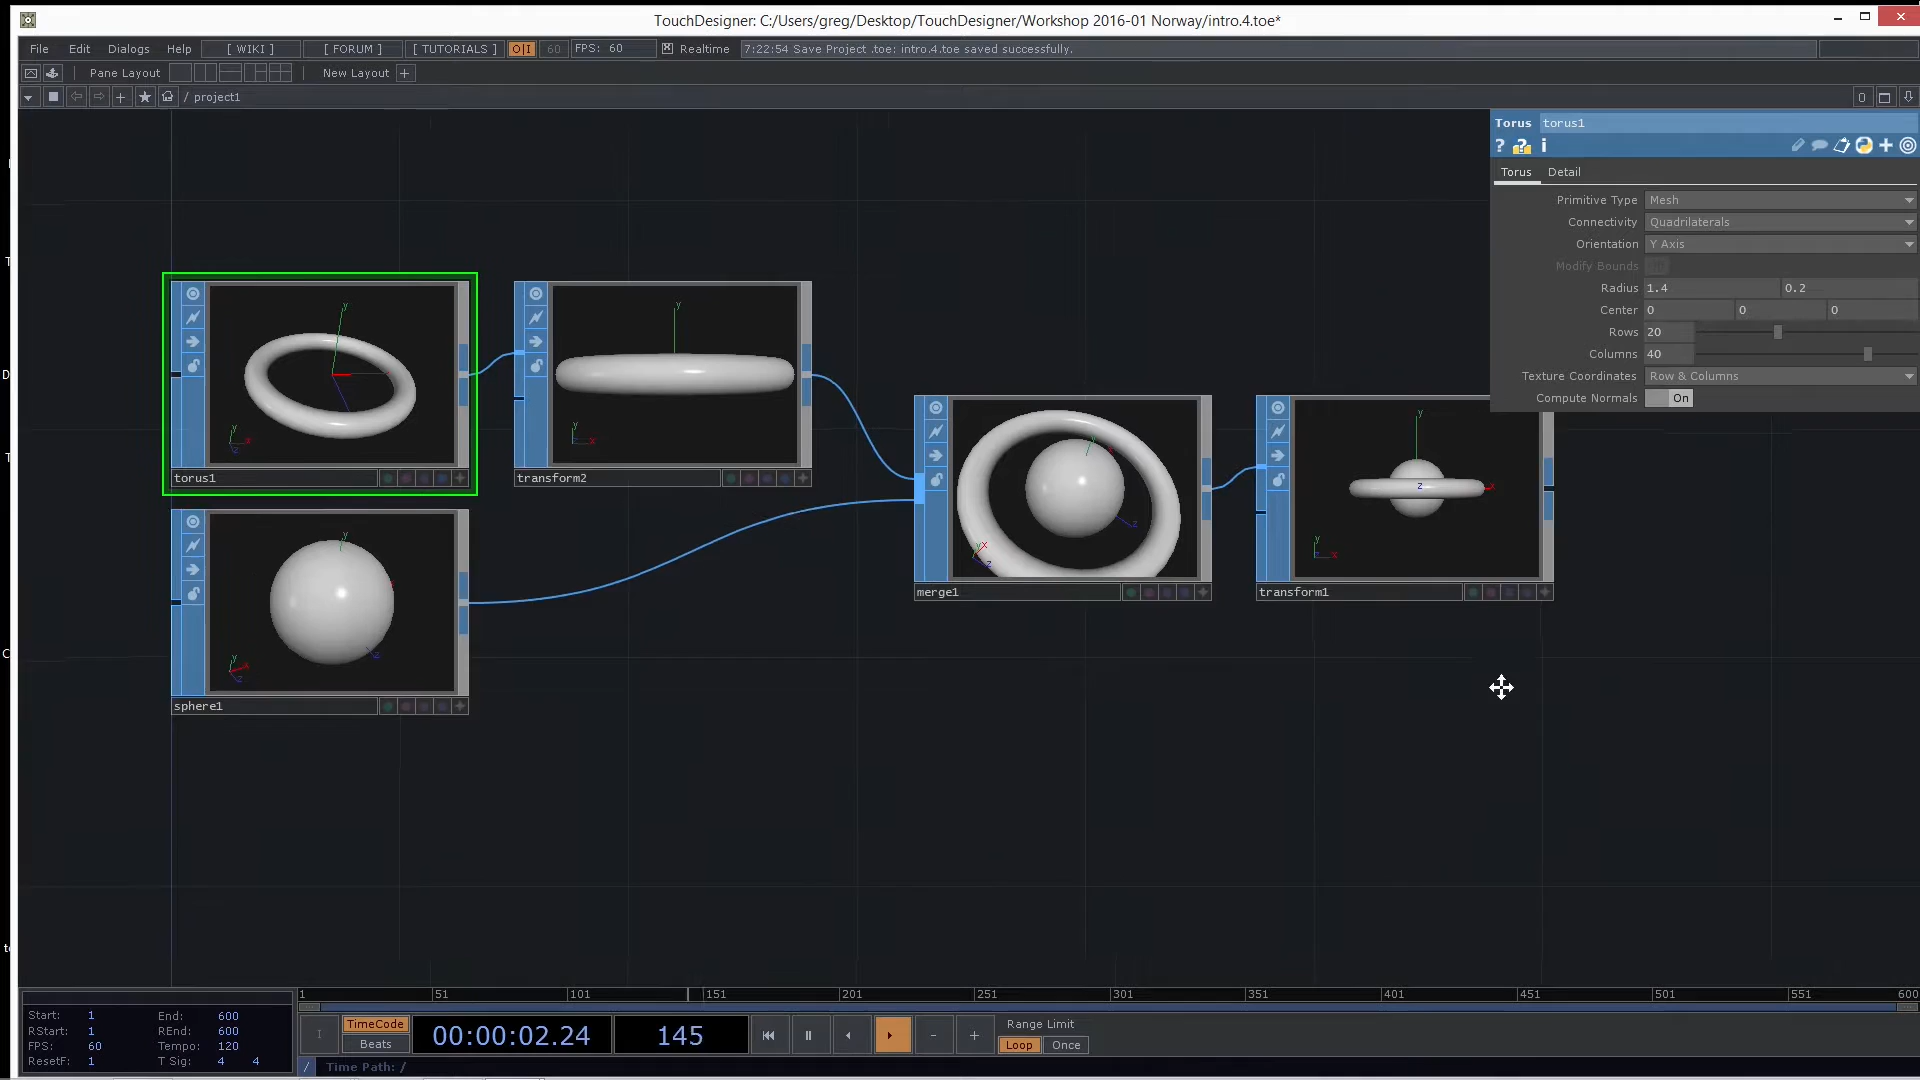 TouchDesigner: C:/Users/greg/Desktop/TouchDesigner/Workshop 2016-01 Norway/intro.4.toe*
File Edit Dialogs Help [ WIKI ] [ FORUM ] [ TUTORIALS ] O|I 60 FPS: 60 Realtime 7:22:54 Save Project .toe: intro.4.toe saved successfully.
Pane Layout New Layout +
/ project1 0
Torus torus1
? ? i
Torus Detail
Primitive Type Mesh
Connectivity Quadrilaterals
Orientation Y Axis
Modify Bounds
Radius 1.4 0.2
Center 0 0 0
Rows 20
Columns 40
Texture Coordinates Row & Columns
Compute Normals On
torus1
transform2
merge1
transform1
sphere1
1 51 101 151 201 251 301 351 401 451 501 551 600
Start: 1 End: 600
RStart: 1 REnd: 600
FPS: 60 Tempo: 120
ResetF: 1 T Sig: 4 4
TimeCode
Beats
00:00:02.24
145
- +
Range Limit
Loop Once
/ Time Path: /